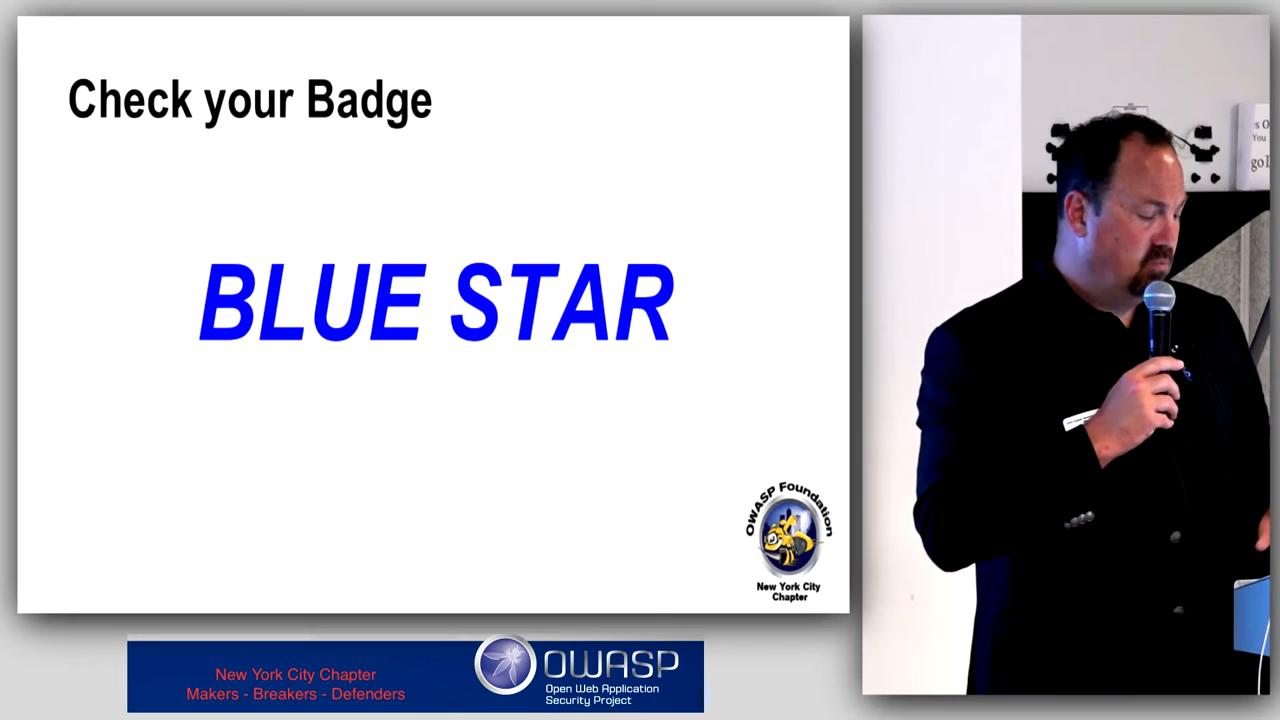 Check your Badge
BLUE STAR
OWASP Foundation
New York City
Chapter
New York City Chapter
Makers - Breakers - Defenders
OWASP
Open Web Application
Security Project
You